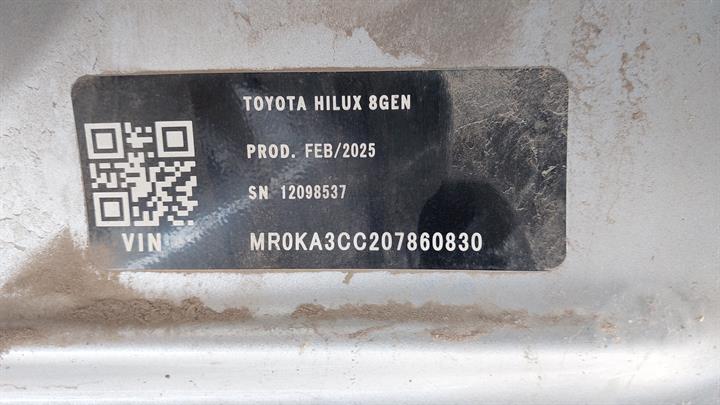 TOYOTA HILUX 8GEN
PROD. FEB/2025
SN 12098537
VIN MR0KA3CC207860830